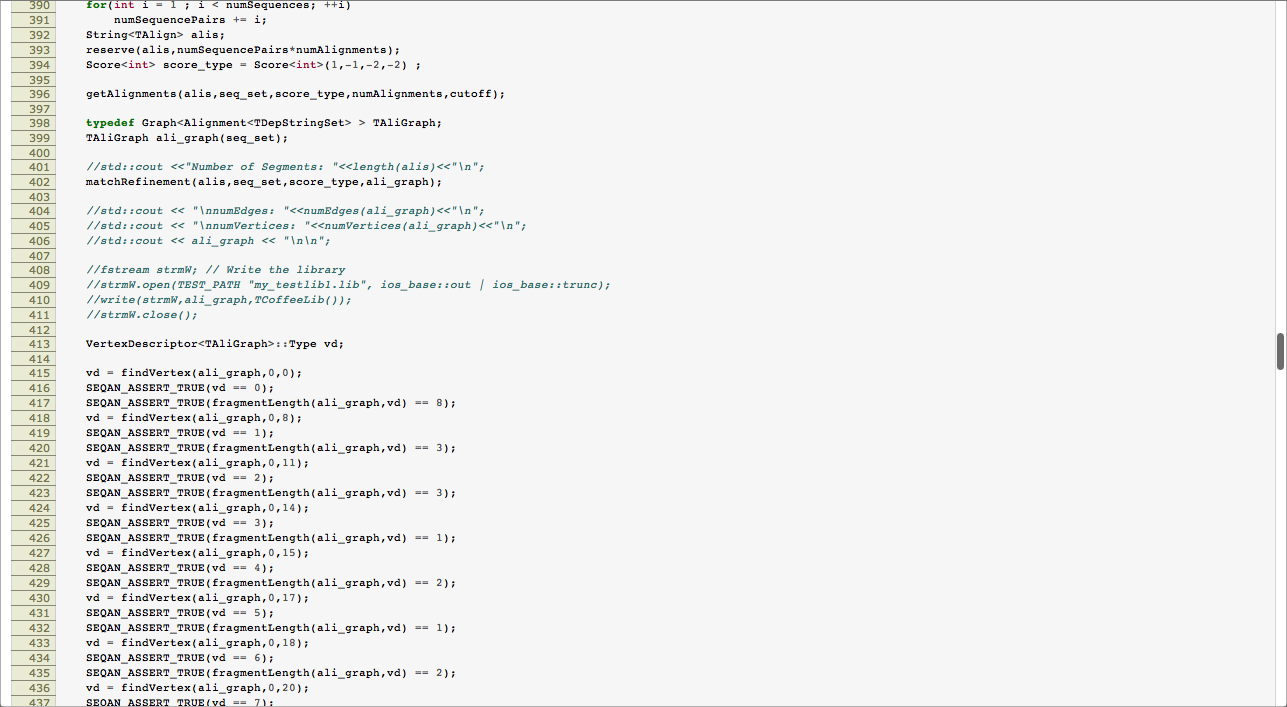 390 for(int i = 1 ; i < numSequences; ++i)
391 numSequencePairs += i;
392 String<TAlign> alis;
393 reserve(alis,numSequencePairs*numAlignments);
394 Score<int> score_type = Score<int>(1,-1,-2,-2) ;
395
396 getAlignments(alis,seq_set,score_type,numAlignments,cutoff);
397
398 typedef Graph<Alignment<TDepStringSet> > TAliGraph;
399 TAliGraph ali_graph(seq_set);
400
401 //std::cout <<"Number of Segments: "<<length(alis)<<"\n";
402 matchRefinement(alis,seq_set,score_type,ali_graph);
403
404 //std::cout << "\nnumEdges: "<<numEdges(ali_graph)<<"\n";
405 //std::cout << "\nnumVertices: "<<numVertices(ali_graph)<<"\n";
406 //std::cout << ali_graph << "\n\n";
407
408 //fstream strmW; // Write the library
409 //strmW.open(TEST_PATH "my_testlib1.lib", ios_base::out | ios_base::trunc);
410 //write(strmW,ali_graph,TCoffeeLib());
411 //strmW.close();
412
413 VertexDescriptor<TAliGraph>::Type vd;
414
415 vd = findVertex(ali_graph,0,0);
416 SEQAN_ASSERT_TRUE(vd == 0);
417 SEQAN_ASSERT_TRUE(fragmentLength(ali_graph,vd) == 8);
418 vd = findVertex(ali_graph,0,8);
419 SEQAN_ASSERT_TRUE(vd == 1);
420 SEQAN_ASSERT_TRUE(fragmentLength(ali_graph,vd) == 3);
421 vd = findVertex(ali_graph,0,11);
422 SEQAN_ASSERT_TRUE(vd == 2);
423 SEQAN_ASSERT_TRUE(fragmentLength(ali_graph,vd) == 3);
424 vd = findVertex(ali_graph,0,14);
425 SEQAN_ASSERT_TRUE(vd == 3);
426 SEQAN_ASSERT_TRUE(fragmentLength(ali_graph,vd) == 1);
427 vd = findVertex(ali_graph,0,15);
428 SEQAN_ASSERT_TRUE(vd == 4);
429 SEQAN_ASSERT_TRUE(fragmentLength(ali_graph,vd) == 2);
430 vd = findVertex(ali_graph,0,17);
431 SEQAN_ASSERT_TRUE(vd == 5);
432 SEQAN_ASSERT_TRUE(fragmentLength(ali_graph,vd) == 1);
433 vd = findVertex(ali_graph,0,18);
434 SEQAN_ASSERT_TRUE(vd == 6);
435 SEQAN_ASSERT_TRUE(fragmentLength(ali_graph,vd) == 2);
436 vd = findVertex(ali_graph,0,20);
437 SEQAN_ASSERT_TRUE(vd == 7);